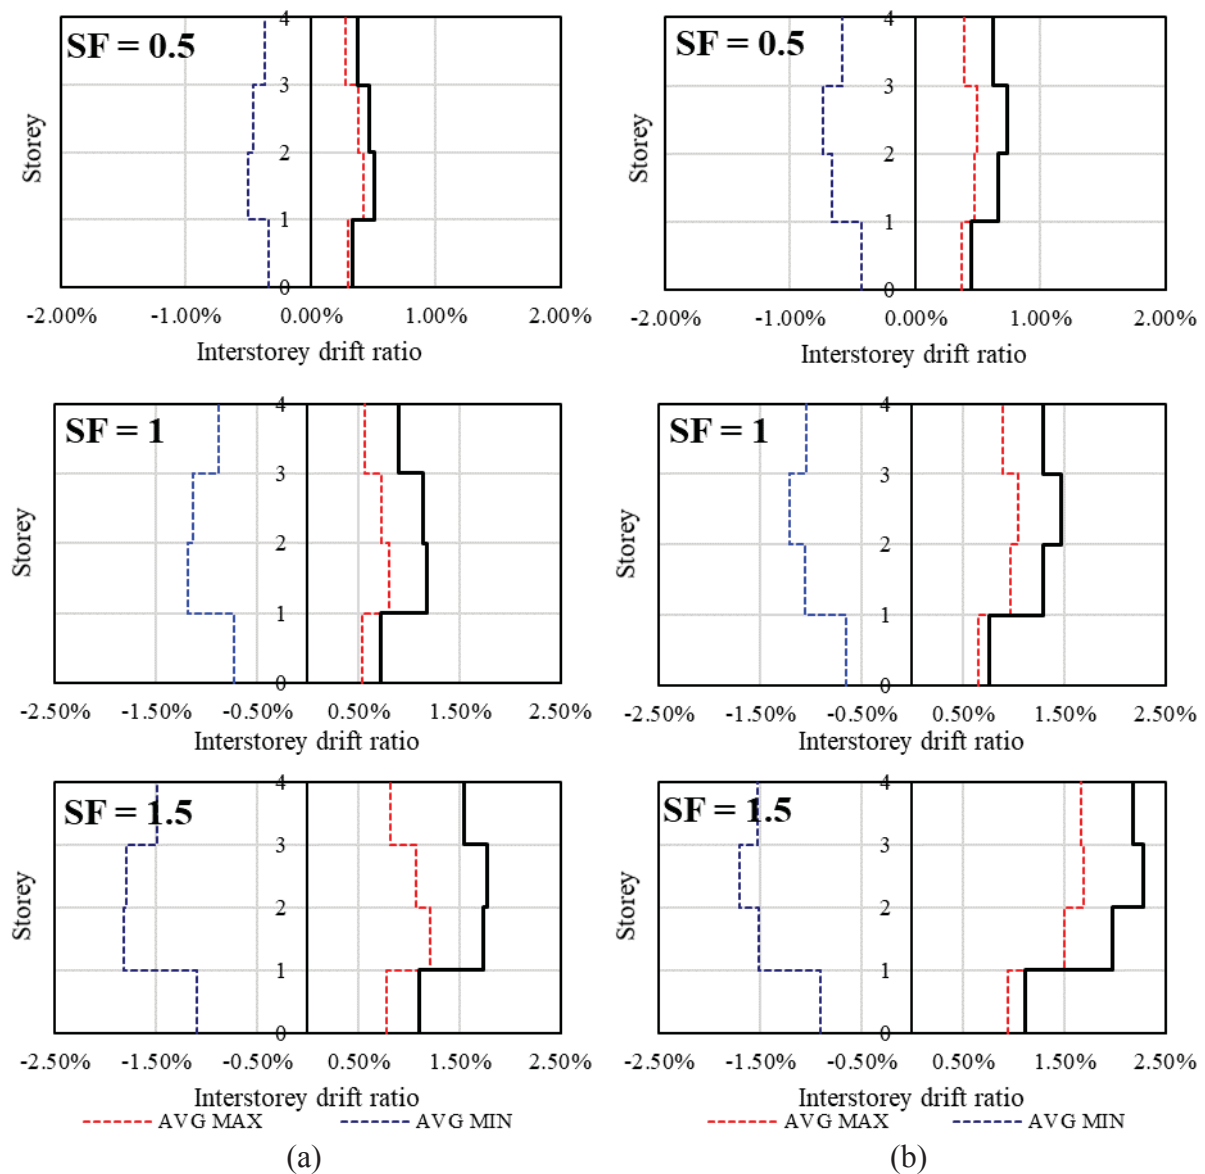 SF = 0.5
4
3
2
1
0
Storey
-2.00% -1.00% 0.00% 1.00% 2.00%
Interstorey drift ratio
SF = 0.5
4
3
2
1
0
Storey
-2.00% -1.00% 0.00% 1.00% 2.00%
Interstorey drift ratio
SF = 1
4
3
2
1
0
Storey
-2.50% -1.50% -0.50% 0.50% 1.50% 2.50%
Interstorey drift ratio
SF = 1
4
3
2
1
0
Storey
-2.50% -1.50% -0.50% 0.50% 1.50% 2.50%
Interstorey drift ratio
SF = 1.5
4
3
2
1
0
Storey
-2.50% -1.50% -0.50% 0.50% 1.50% 2.50%
Interstorey drift ratio
AVG MAX AVG MIN
(a)
SF = 1.5
4
3
2
1
0
Storey
-2.50% -1.50% -0.50% 0.50% 1.50% 2.50%
Interstorey drift ratio
AVG MAX AVG MIN
(b)